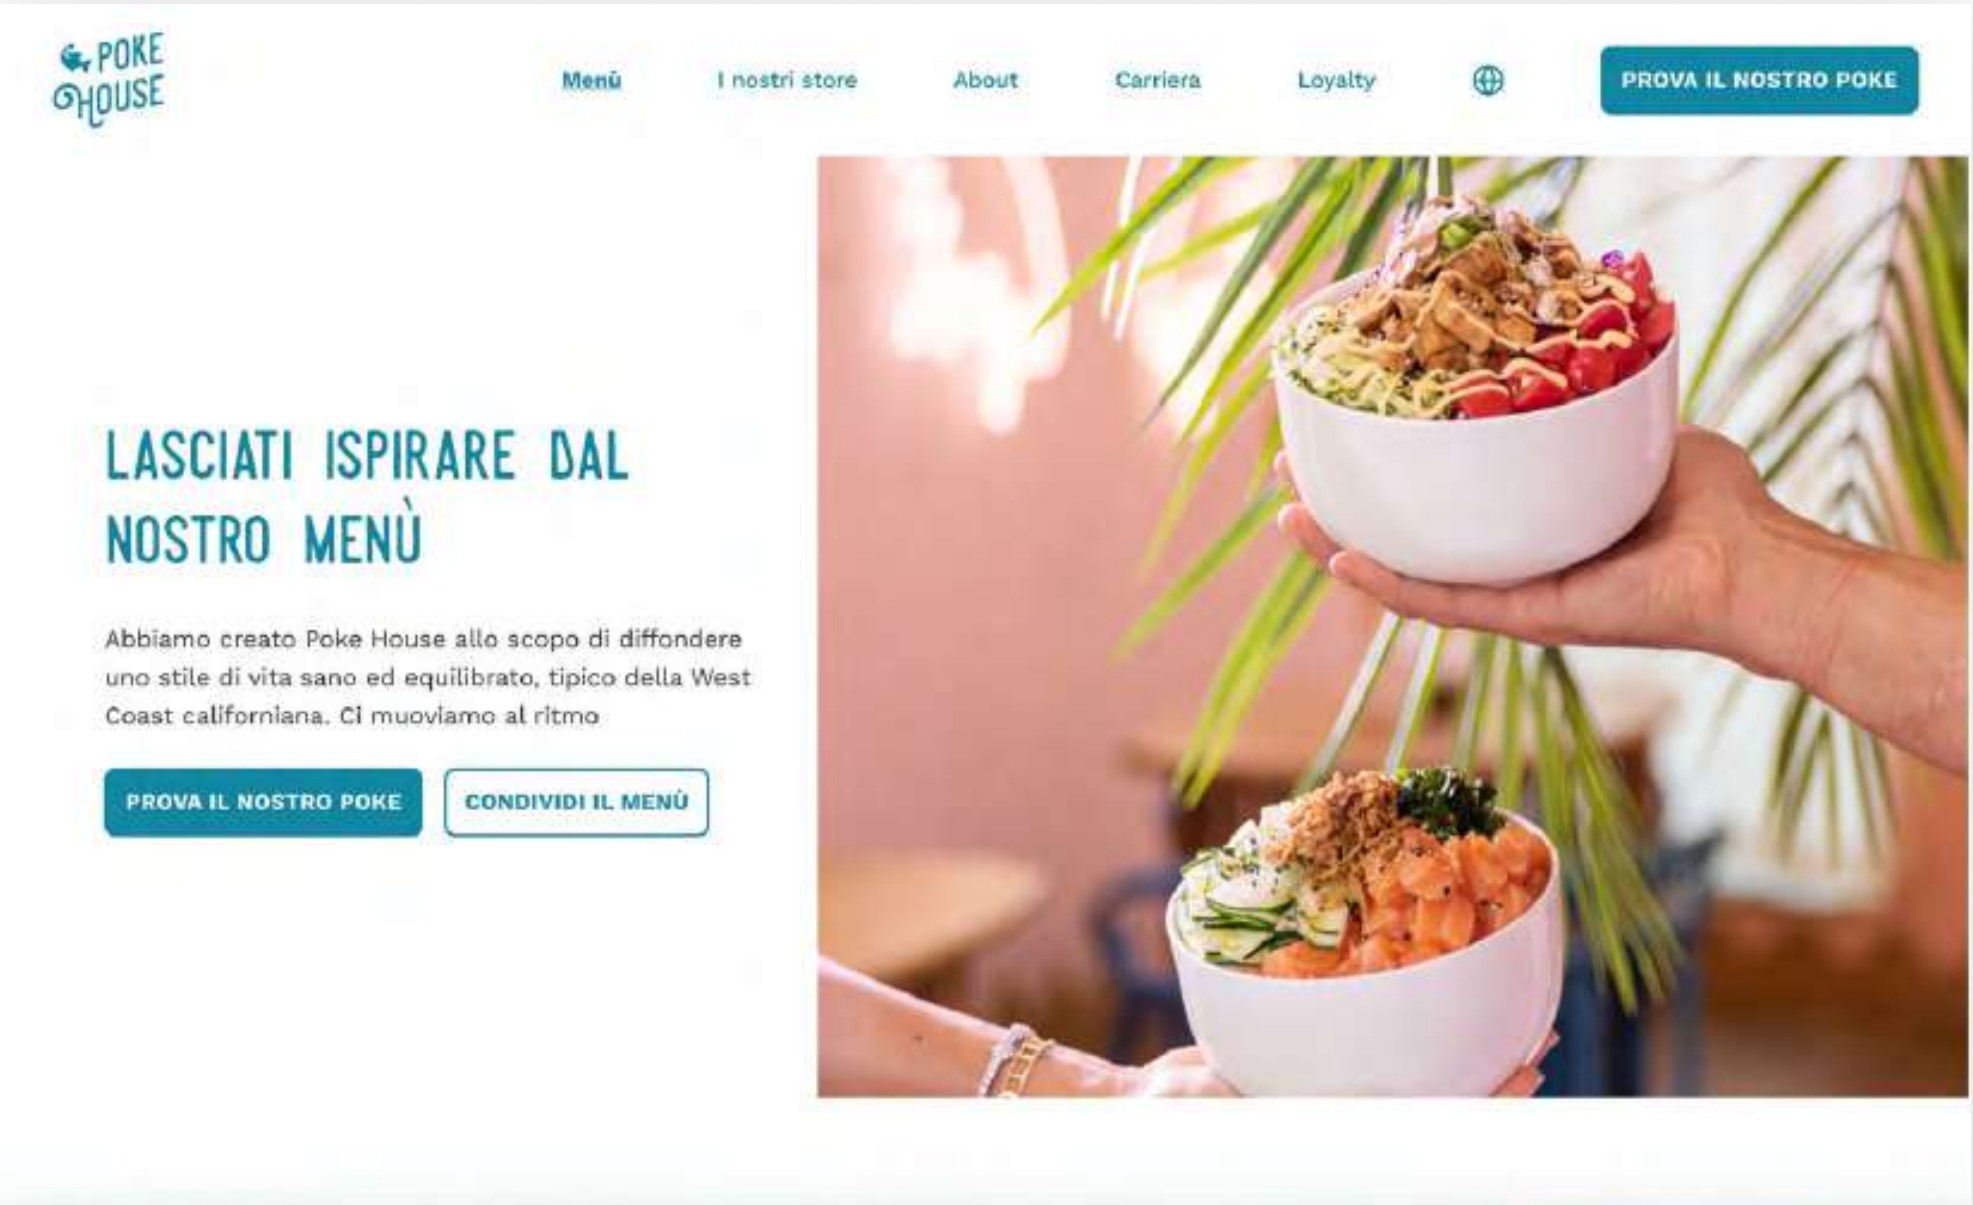 POKE
HOUSE
Menù
I nostri store
About
Carriera
Loyalty
PROVA IL NOSTRO POKE
LASCIATI ISPIRARE DAL
NOSTRO MENÙ
Abbiamo creato Poke House allo scopo di diffondere
uno stile di vita sano ed equilibrato, tipico della West
Coast californiana. Ci muoviamo al ritmo
PROVA IL NOSTRO POKE
CONDIVIDI IL MENÙ